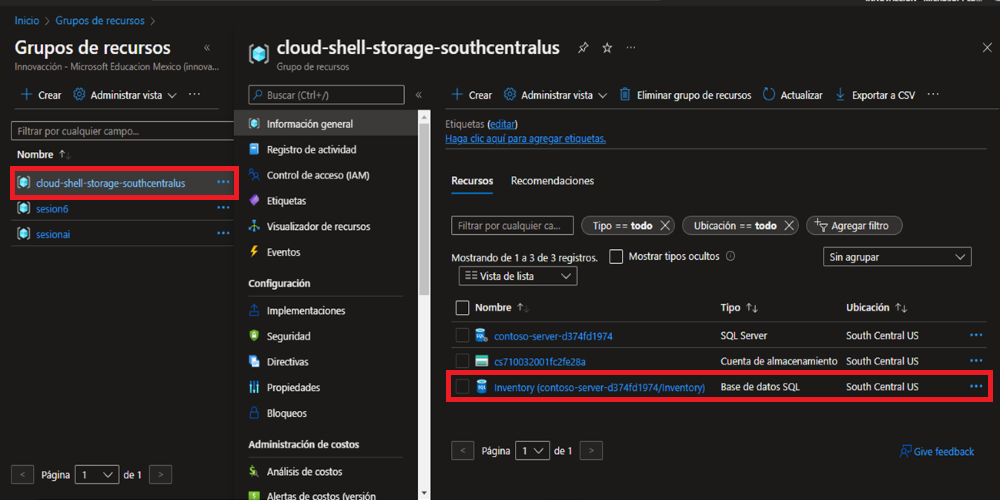 Inicio > Grupos de recursos >
Grupos de recursos
Innovacción - Microsoft Educacion Mexico (innova...
Crear
Administrar vista
Filtrar por cualquier campo...
Nombre
cloud-shell-storage-southcentralus
sesion6
sesionai
Página 1 de 1
cloud-shell-storage-southcentralus
Grupo de recursos
Buscar (Ctrl+/)
Información general
Registro de actividad
Control de acceso (IAM)
Etiquetas
Visualizador de recursos
Eventos
Configuración
Implementaciones
Seguridad
Directivas
Propiedades
Bloqueos
Administración de costos
Análisis de costos
Alertas de costos (versión
Crear
Administrar vista
Eliminar grupo de recursos
Actualizar
Exportar a CSV
Etiquetas (editar)
Haga clic aquí para agregar etiquetas.
Recursos
Recomendaciones
Filtrar por cualquier ca...
Tipo == todo
Ubicación == todo
Agregar filtro
Mostrando de 1 a 3 de 3 registros.
Mostrar tipos ocultos
Sin agrupar
Vista de lista
Nombre Tipo Ubicación
contoso-server-d374fd1974 SQL Server South Central US
cs710032001fc2fe28a Cuenta de almacenamiento South Central US
Inventory (contoso-server-d374fd1974/Inventory) Base de datos SQL South Central US
Página 1 de 1
Give feedback